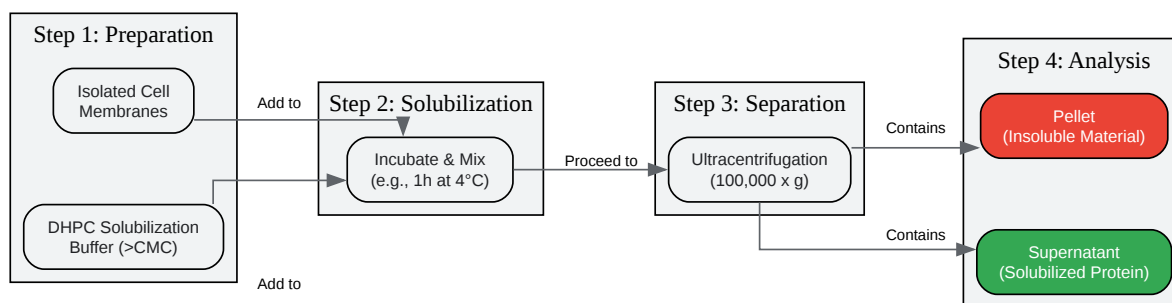 Step 1: Preparation
Isolated Cell
Membranes
DHPC Solubilization
Buffer (>CMC)
Add to
Add to
Step 2: Solubilization
Incubate & Mix
(e.g., 1h at 4°C)
Proceed to
Step 3: Separation
Ultracentrifugation
(100,000 x g)
Contains
Contains
Step 4: Analysis
Pellet
(Insoluble Material)
Supernatant
(Solubilized Protein)